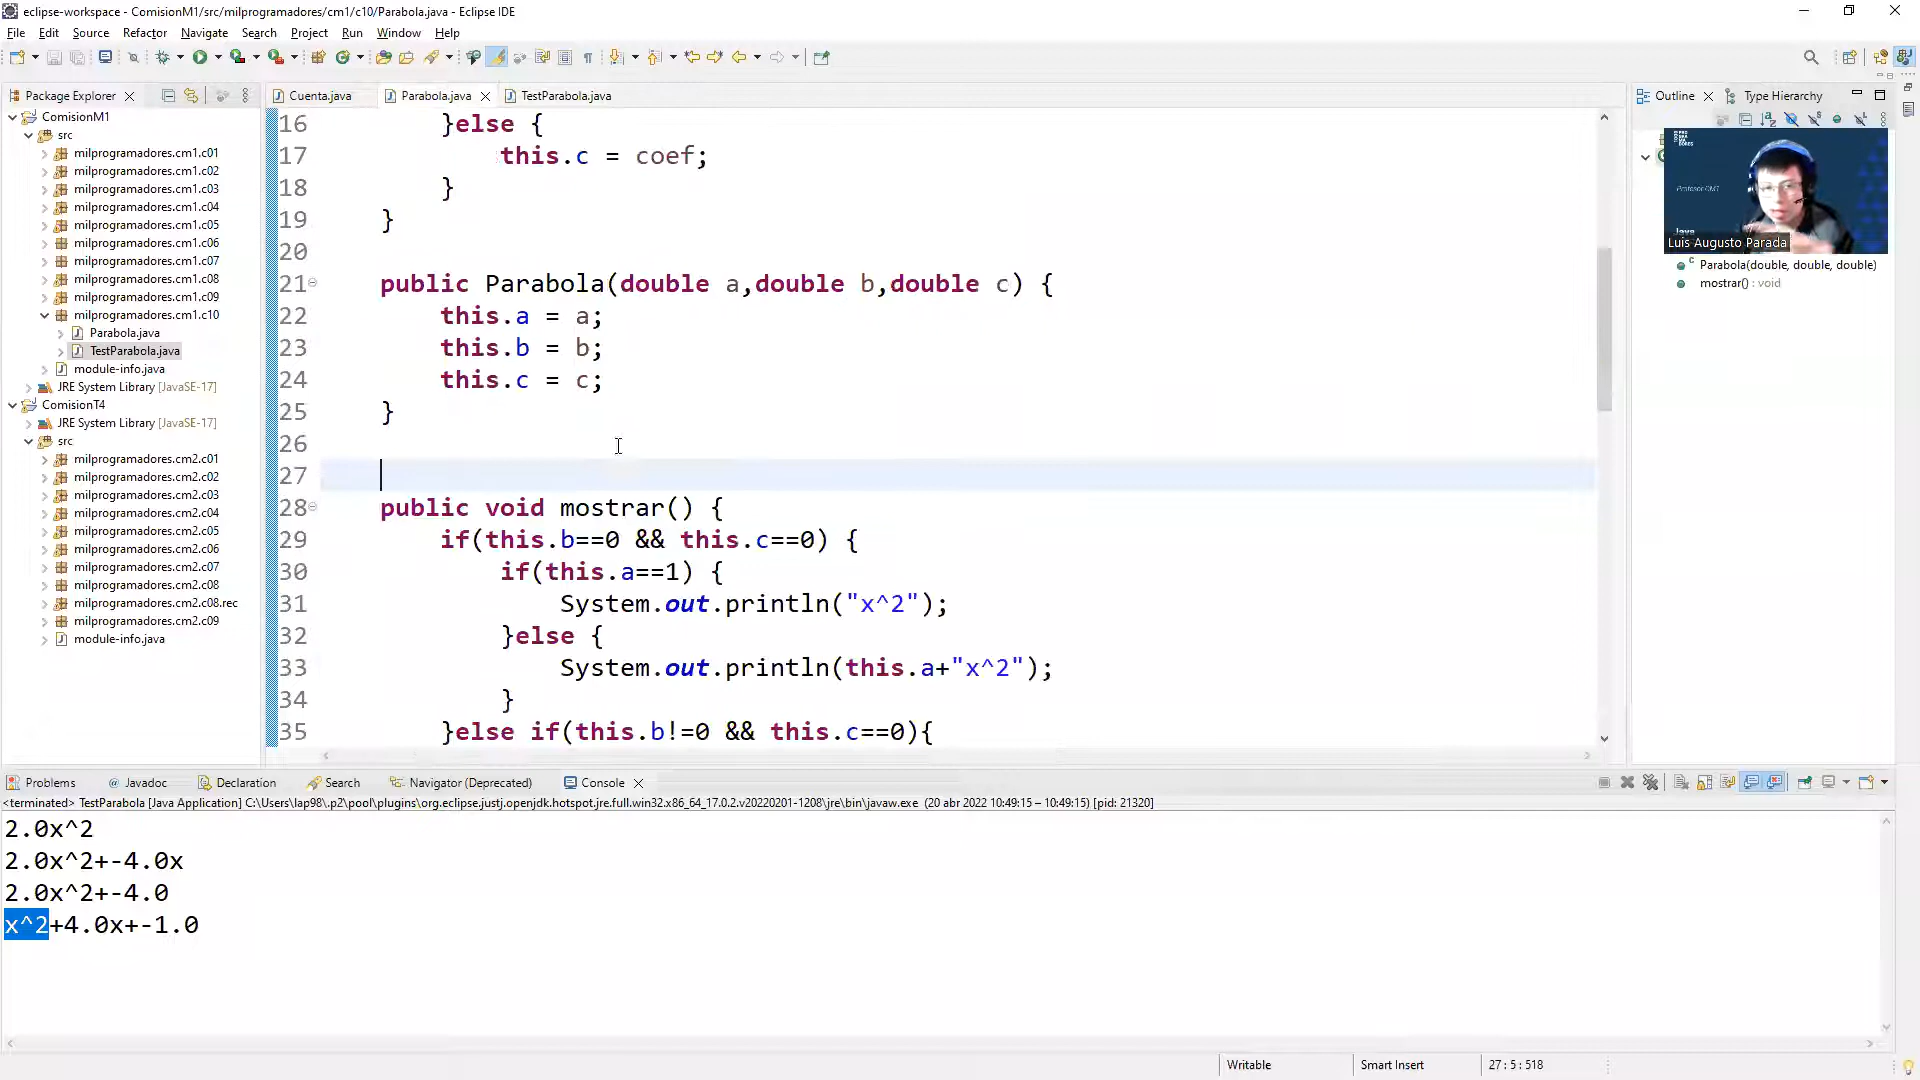 eclipse-workspace - ComisionM1/src/milprogramadores/cm1/c10/Parabola.java - Eclipse IDE
File Edit Source Refactor Navigate Search Project Run Window Help
Package Explorer
Cuenta.java Parabola.java TestParabola.java
Outline Type Hierarchy
ComisionM1
src
milprogramadores.cm1.c01
milprogramadores.cm1.c02
milprogramadores.cm1.c03
milprogramadores.cm1.c04
milprogramadores.cm1.c05
milprogramadores.cm1.c06
milprogramadores.cm1.c07
milprogramadores.cm1.c08
milprogramadores.cm1.c09
milprogramadores.cm1.c10
Parabola.java
TestParabola.java
module-info.java
JRE System Library [JavaSE-17]
ComisionT4
JRE System Library [JavaSE-17]
src
milprogramadores.cm2.c01
milprogramadores.cm2.c02
milprogramadores.cm2.c03
milprogramadores.cm2.c04
milprogramadores.cm2.c05
milprogramadores.cm2.c06
milprogramadores.cm2.c07
milprogramadores.cm2.c08
milprogramadores.cm2.c08.rec
milprogramadores.cm2.c09
module-info.java
16 }else {
17 this.c = coef;
18 }
19 }
20
21 public Parabola(double a,double b,double c) {
22 this.a = a;
23 this.b = b;
24 this.c = c;
25 }
26
27
28 public void mostrar() {
29 if(this.b==0 && this.c==0) {
30 if(this.a==1) {
31 System.out.println("x^2");
32 }else {
33 System.out.println(this.a+"x^2");
34 }
35 }else if(this.b!=0 && this.c==0){
Profesor CM1
Java
Luis Augusto Parada
Parabola(double, double, double)
mostrar() : void
Problems Javadoc Declaration Search Navigator (Deprecated) Console
<terminated> TestParabola [Java Application] C:\Users\lap98\.p2\pool\plugins\org.eclipse.justj.openjdk.hotspot.jre.full.win32.x86_64_17.0.2.v20220201-1208\jre\bin\javaw.exe (20 abr 2022 10:49:15 – 10:49:15) [pid: 21320]
2.0x^2
2.0x^2+-4.0x
2.0x^2+-4.0
x^2+4.0x+-1.0
Writable Smart Insert 27 : 5 : 518